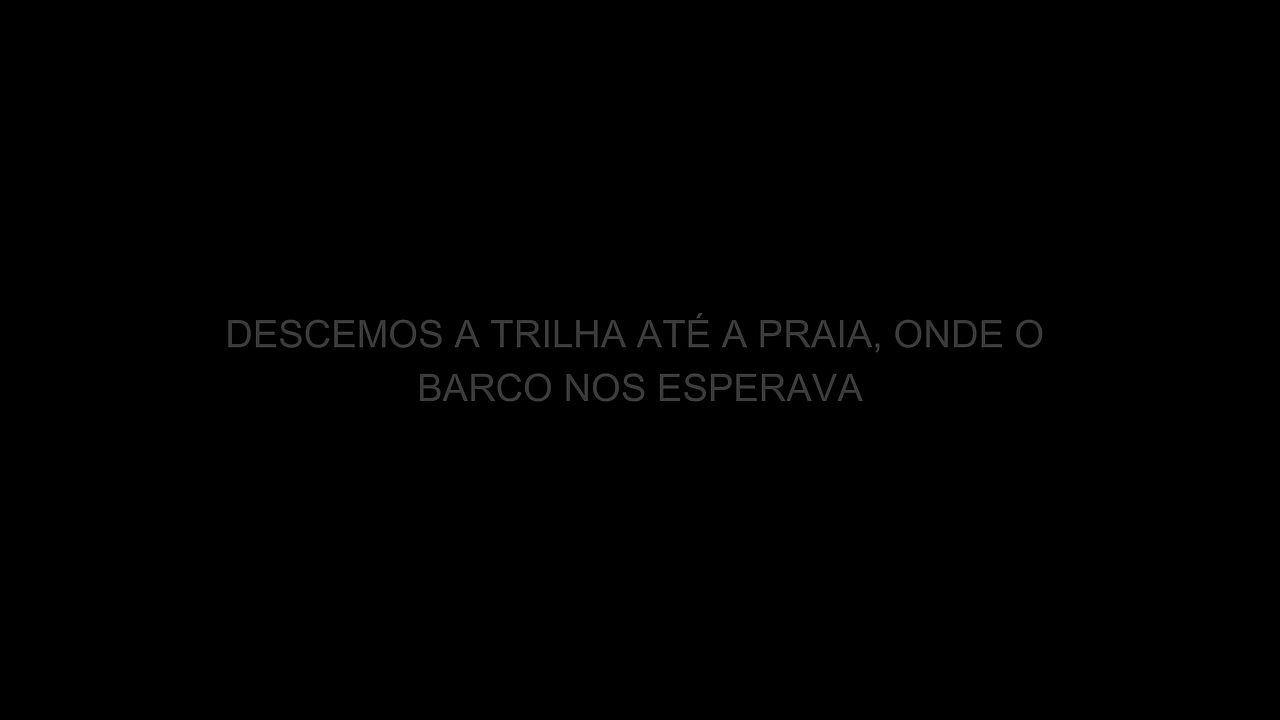 DESCEMOS A TRILHA ATÉ A PRAIA, ONDE O
BARCO NOS ESPERAVA